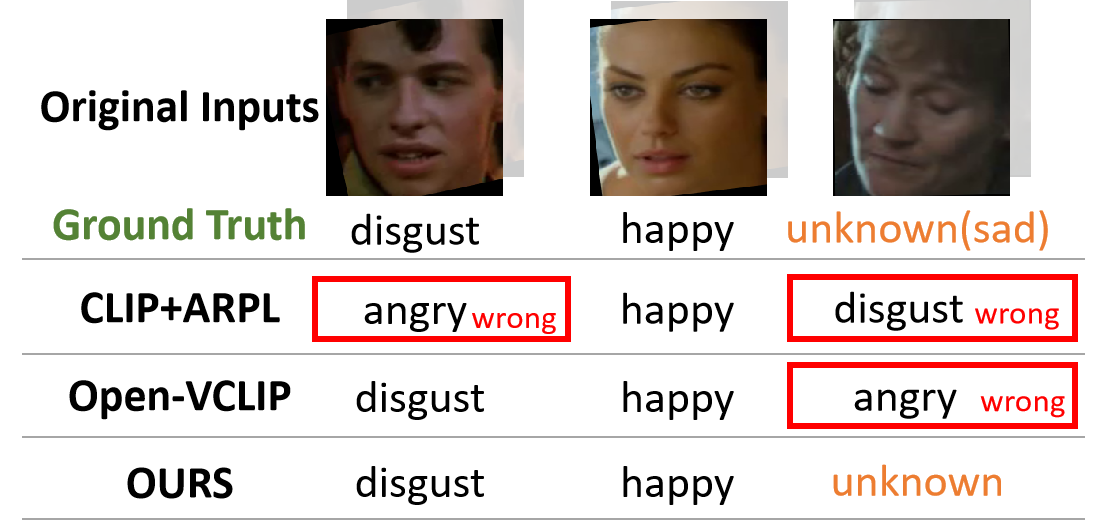 Original Inputs
Ground Truth disgust happy unknown(sad)
CLIP+ARPL angry wrong happy disgust wrong
Open-VCLIP disgust happy angry wrong
OURS disgust happy unknown